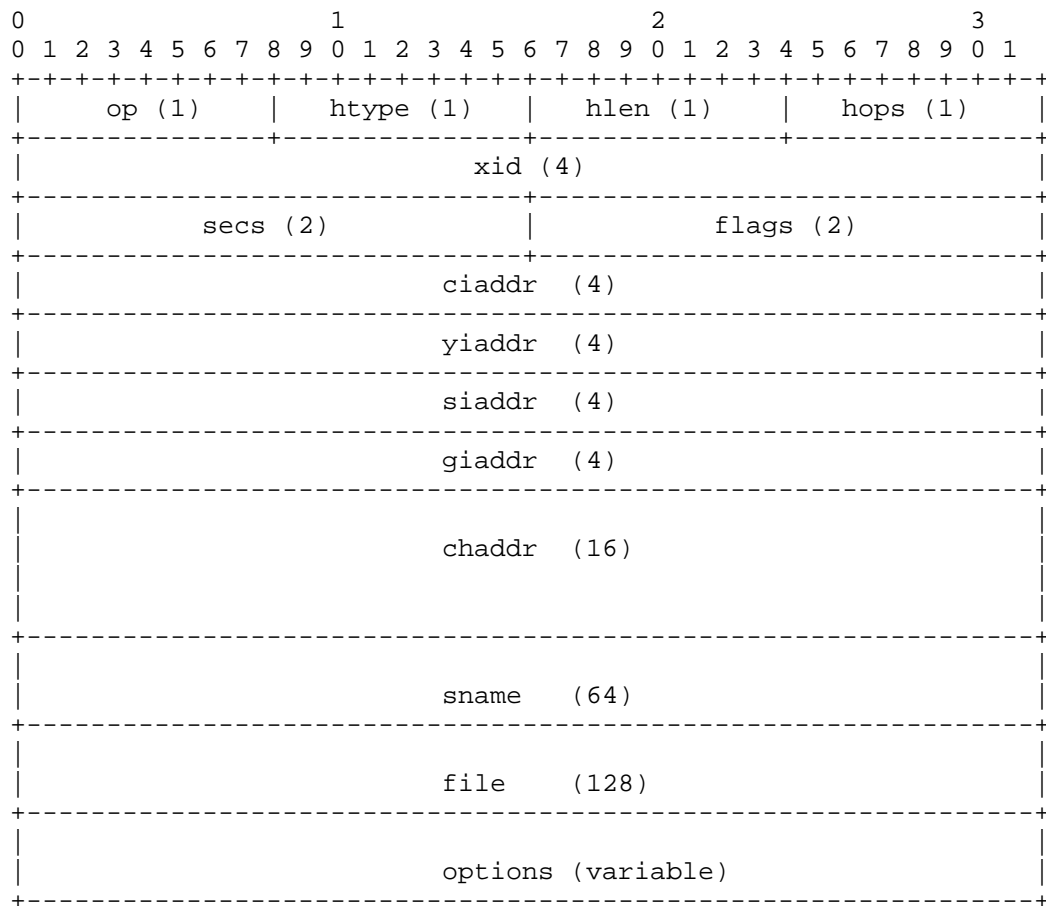 0                   1                   2                   3
0 1 2 3 4 5 6 7 8 9 0 1 2 3 4 5 6 7 8 9 0 1 2 3 4 5 6 7 8 9 0 1
+-+-+-+-+-+-+-+-+-+-+-+-+-+-+-+-+-+-+-+-+-+-+-+-+-+-+-+-+-+-+-+-+
|     op (1)    |   htype (1)   |   hlen (1)    |   hops (1)    |
+---------------+---------------+---------------+---------------+
|                            xid (4)                            |
+-------------------------------+-------------------------------+
|           secs (2)            |           flags (2)           |
+-------------------------------+-------------------------------+
|                          ciaddr  (4)                          |
+---------------------------------------------------------------+
|                          yiaddr  (4)                          |
+---------------------------------------------------------------+
|                          siaddr  (4)                          |
+---------------------------------------------------------------+
|                          giaddr  (4)                          |
+---------------------------------------------------------------+
|                                                               |
|                          chaddr  (16)                         |
|                                                               |
|                                                               |
+---------------------------------------------------------------+
|                                                               |
|                          sname   (64)                         |
+---------------------------------------------------------------+
|                                                               |
|                          file    (128)                        |
+---------------------------------------------------------------+
|                                                               |
|                          options (variable)                   |
+---------------------------------------------------------------+